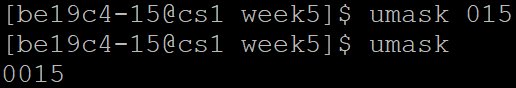 [be19c4-15@cs1 week5]$ umask 015
[be19c4-15@cs1 week5]$ umask
0015